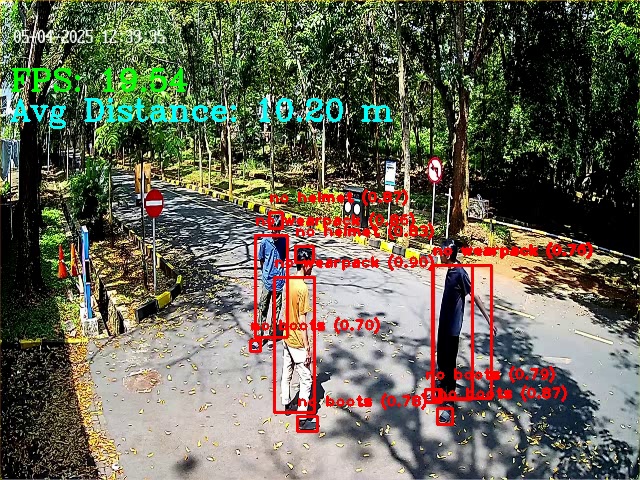 05-04-2025 12:33:35
FPS: 19.54
Avg Distance: 10.20 m
no helmet (0.87)
no wearpack (0.85)
no helmet (0.83)
no wearpack (0.76)
no wearpack (0.90)
no boots (0.70)
no boots (0.79)
no boots (0.87)
no boots (0.78)